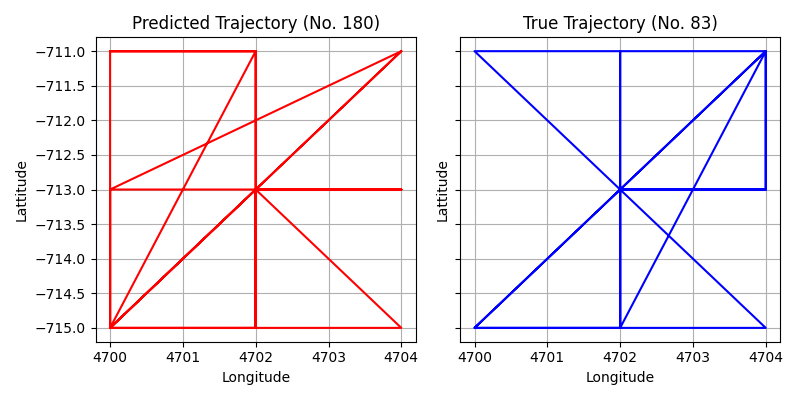 Predicted Trajectory (No. 180)
True Trajectory (No. 83)
−711.0
−711.5
−712.0
−712.5
−713.0
−713.5
−714.0
−714.5
−715.0
Lattitude
Lattitude
4700 4701 4702 4703 4704
4700 4701 4702 4703 4704
Longitude
Longitude